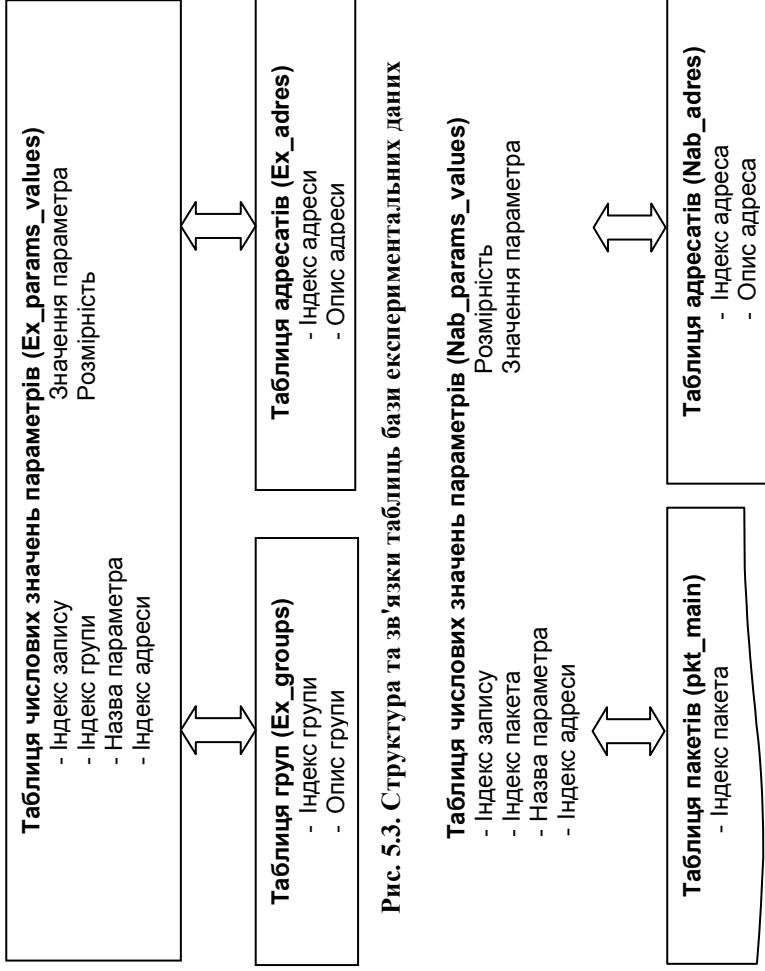 Таблиця числових значень параметрів (Ex_params_values)
- Індекс запису
- Індекс групи
- Назва параметра
- Індекс адреси
Значення параметра
Розмірність
Таблиця груп (Ex_groups)
- Індекс групи
- Опис групи
Таблиця адресатів (Ex_adres)
- Індекс адреси
- Опис адреси
Рис. 5.3. Структура та зв'язки таблиць бази експериментальних даних
Таблиця числових значень параметрів (Nab_params_values)
- Індекс запису
- Індекс пакета
- Назва параметра
- Індекс адреси
Розмірність
Значення параметра
Таблиця пакетів (pkt_main)
- Індекс пакета
Таблиця адресатів (Nab_adres)
- Індекс адреса
- Опис адреса